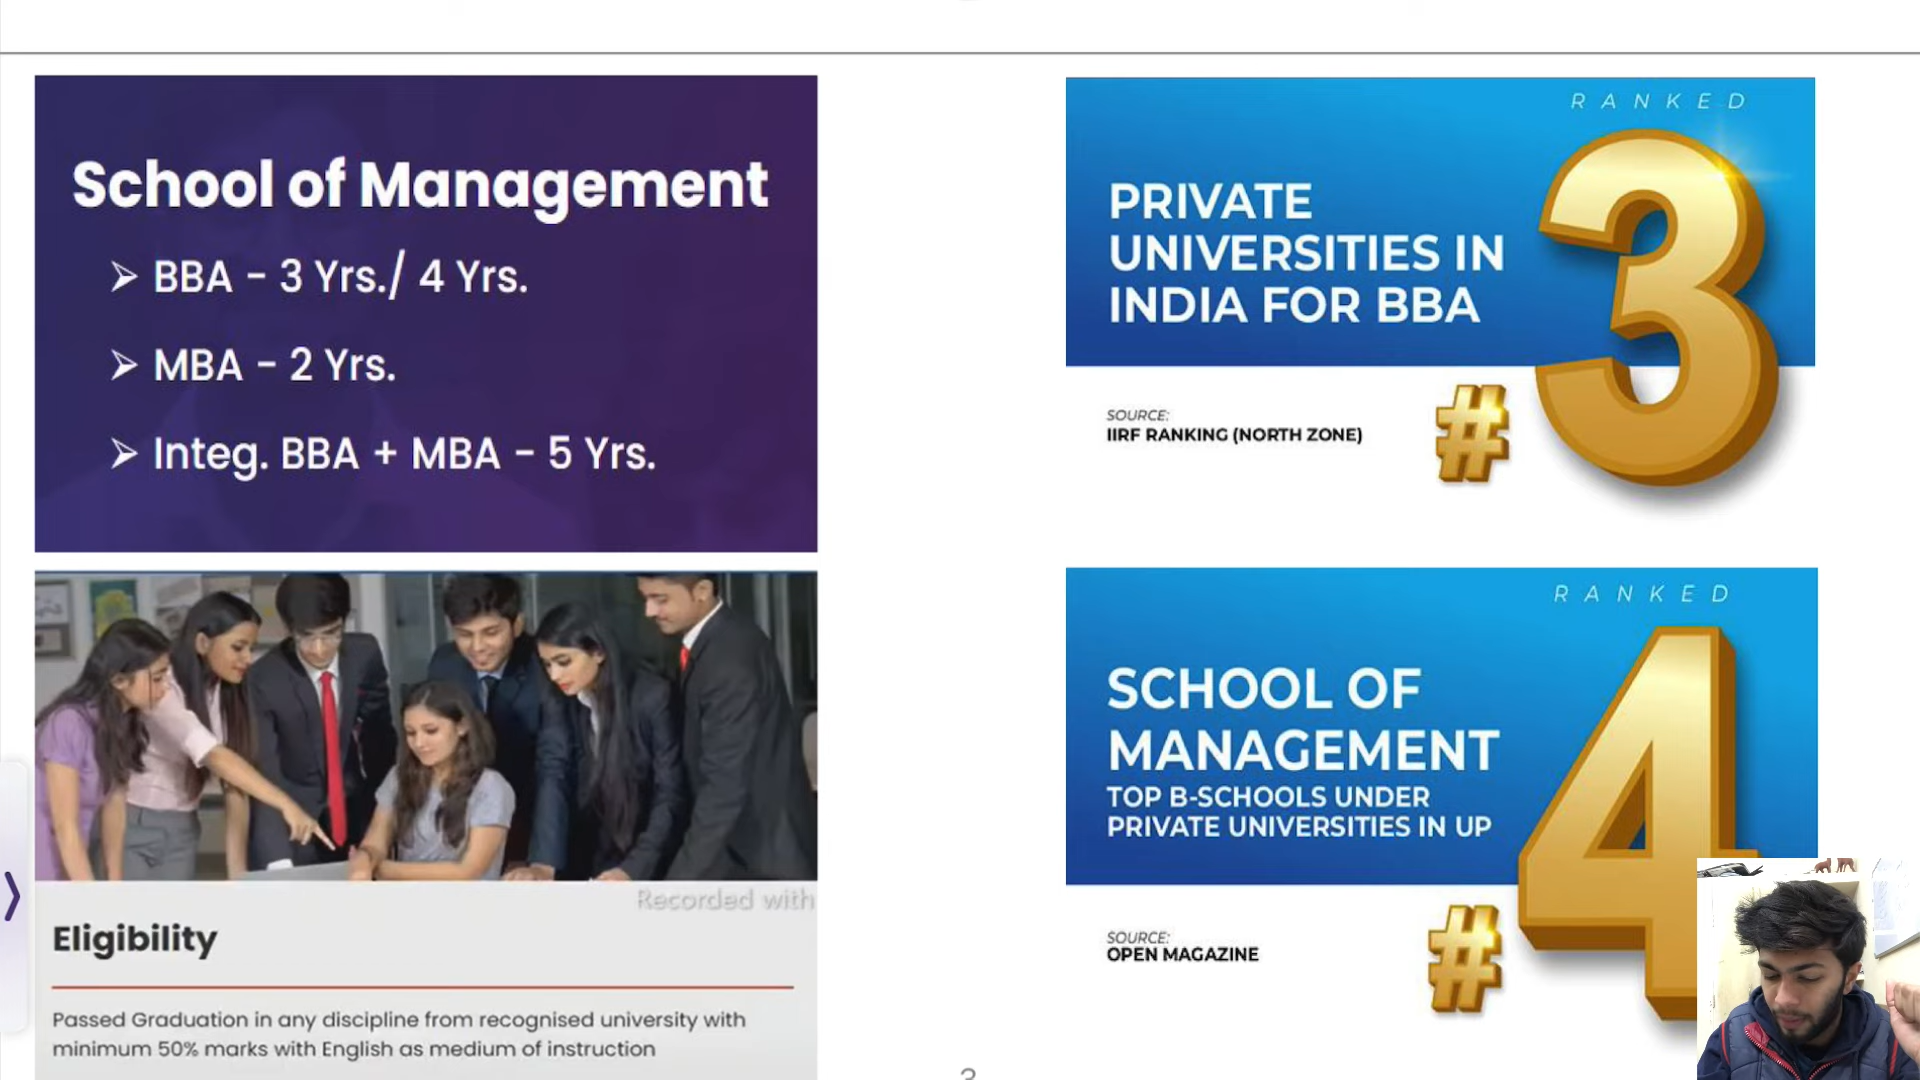 School of Management
➤ BBA - 3 Yrs./ 4 Yrs.
➤ MBA - 2 Yrs.
➤ Integ. BBA + MBA - 5 Yrs.
Recorded with
Eligibility
Passed Graduation in any discipline from recognised university with
minimum 50% marks with English as medium of instruction
RANKED
PRIVATE
UNIVERSITIES IN
INDIA FOR BBA
#3
SOURCE:
IIRF RANKING (NORTH ZONE)
RANKED
SCHOOL OF
MANAGEMENT
TOP B-SCHOOLS UNDER
PRIVATE UNIVERSITIES IN UP
#4
SOURCE:
OPEN MAGAZINE
3